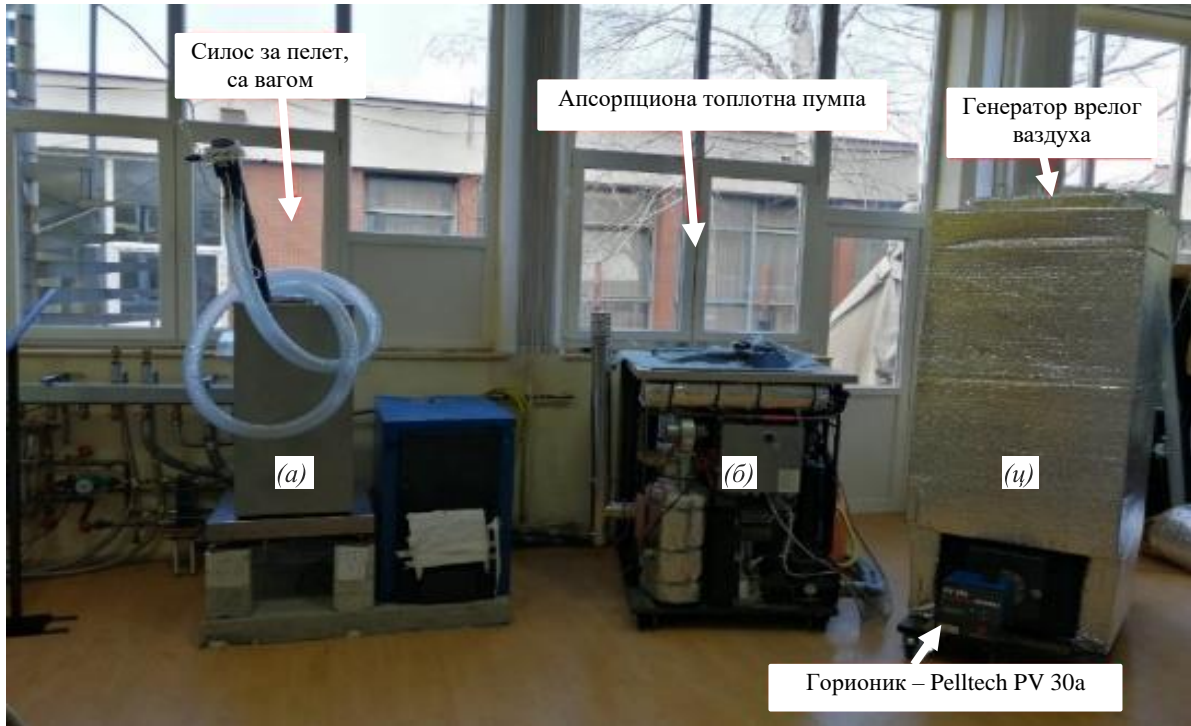 Силос за пелет,
са вагом
Апсорпциона топлотна пумпа
Генератор врелог
ваздуха
(а)
(б)
(ц)
Горионик – Pelltech PV 30a